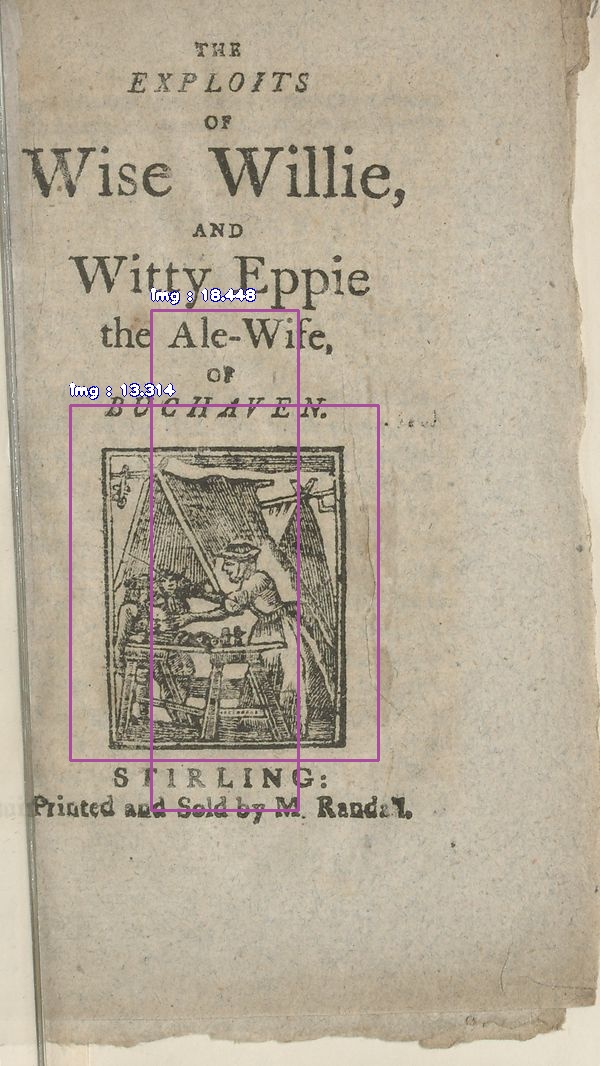 THE
EXPLOITS
OF
Wise Willie,
AND
Witty Eppie
Img : 18.448
the Ale-Wife,
OF
Img : 13.314
BUCHAVEN.
STIRLING:
Printed and Sold by M. Randall.